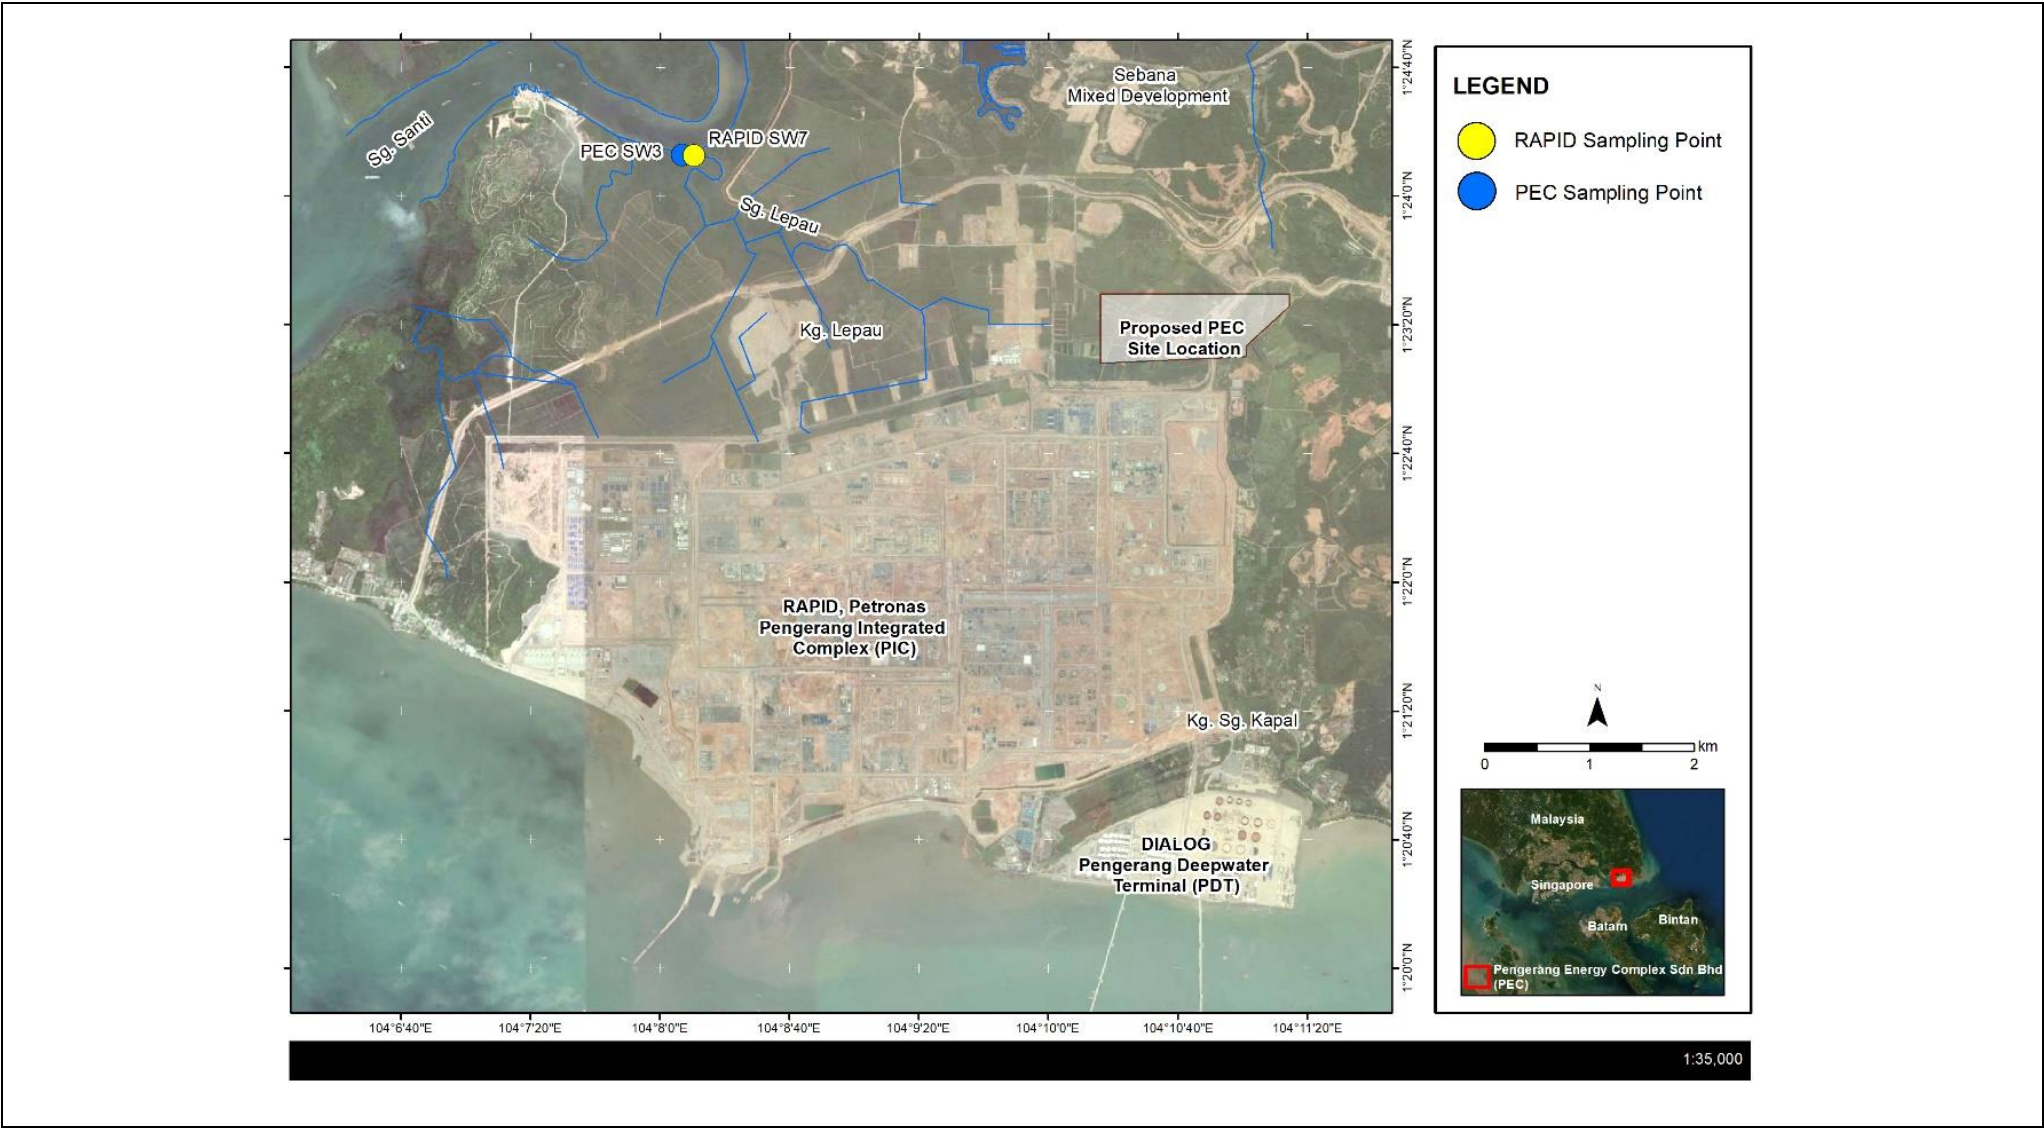 Sebana
Mixed Development
Sg. Santi
PEC SW3
RAPID SW7
Sg. Lepau
Kg. Lepau
Proposed PEC
Site Location
RAPID, Petronas
Pengerang Integrated
Complex (PIC)
Kg. Sg. Kapal
DIALOG
Pengerang Deepwater
Terminal (PDT)
1°24'40"N
1°24'0"N
1°23'20"N
1°22'40"N
1°22'0"N
1°21'20"N
1°20'40"N
1°20'0"N
104°6'40"E
104°7'20"E
104°8'0"E
104°8'40"E
104°9'20"E
104°10'0"E
104°10'40"E
104°11'20"E
LEGEND
RAPID Sampling Point
PEC Sampling Point
N
km
0 1 2
Malaysia
Singapore
Batam
Bintan
Pengerang Energy Complex Sdn Bhd
(PEC)
1:35,000